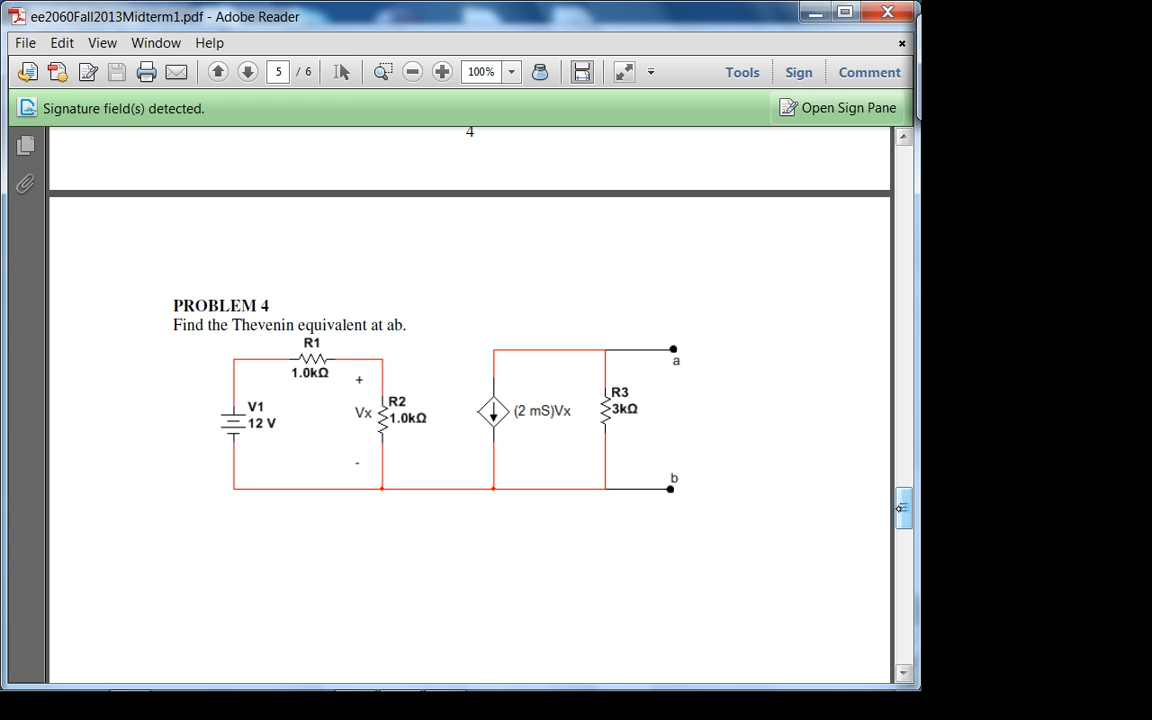 ee2060Fall2013Midterm1.pdf - Adobe Reader
File Edit View Window Help
5 / 6 100% Tools Sign Comment
Signature field(s) detected. Open Sign Pane
4
PROBLEM 4
Find the Thevenin equivalent at ab.
R1
1.0kΩ
V1
12 V
+
Vx
-
R2
1.0kΩ
(2 mS)Vx
R3
3kΩ
a
b